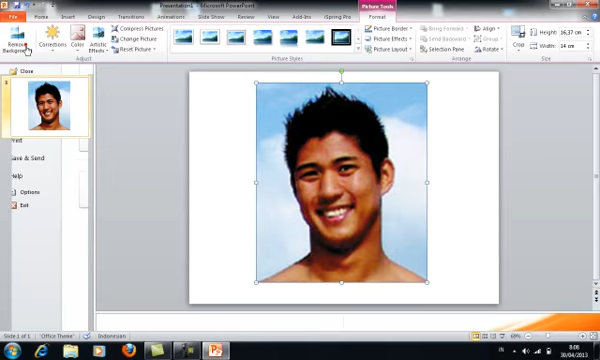 Presentation1 - Microsoft PowerPoint
Picture Tools
File Home Insert Design Transitions Animations Slide Show Review View Add-Ins iSpring Pro Format
Remove Background
Corrections
Color
Artistic Effects
Compress Pictures
Change Picture
Reset Picture
Adjust
Picture Styles
Picture Border
Picture Effects
Picture Layout
Bring Forward
Send Backward
Selection Pane
Align
Group
Rotate
Arrange
Crop
Height: 16,37 cm
Width: 14 cm
Size
Close
1
Print
ave & Send
Help
Options
Exit
Slide 1 of 1
"Office Theme"
Indonesian
68%
8:08
30/04/2013